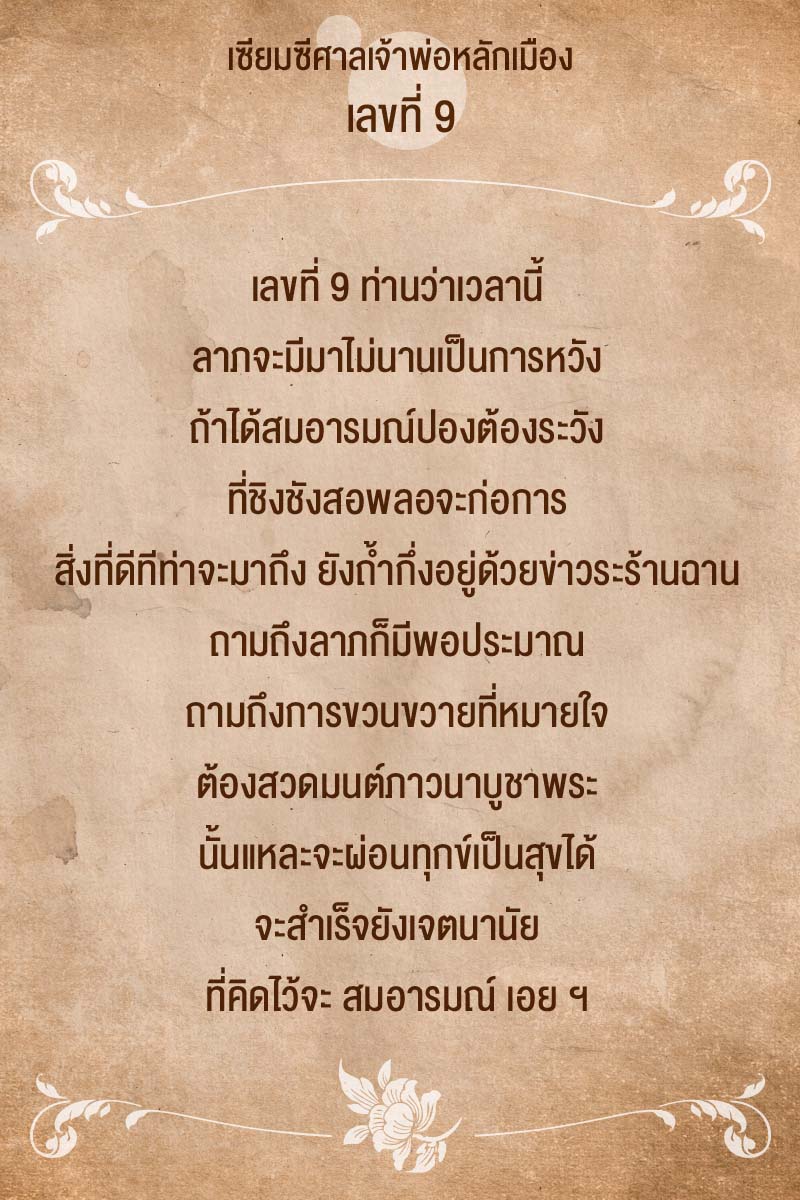 เซียมซีศาลเจ้าพ่อหลักเมือง
เลขที่ 9
เลขที่ 9 ท่านว่าเวลานี้
ลาภจะมีมาไม่นานเป็นการหวัง
ถ้าได้สมอารมณ์ปองต้องระวัง
ที่ชิงชังสอพลอจะก่อการ
สิ่งที่ดีทีท่าจะมาถึง ยังถ้ำกึ่งอยู่ด้วยข่าวระร้านฉาน
ถามถึงลาภก็มีพอประมาณ
ถามถึงการขวนขวายที่หมายใจ
ต้องสวดมนต์ภาวนาบูชาพระ
นั้นแหละจะผ่อนทุกข์เป็นสุขได้
จะสำเร็จยังเจตนานัย
ที่คิดไว้จะ สมอารมณ์ เอย ฯ